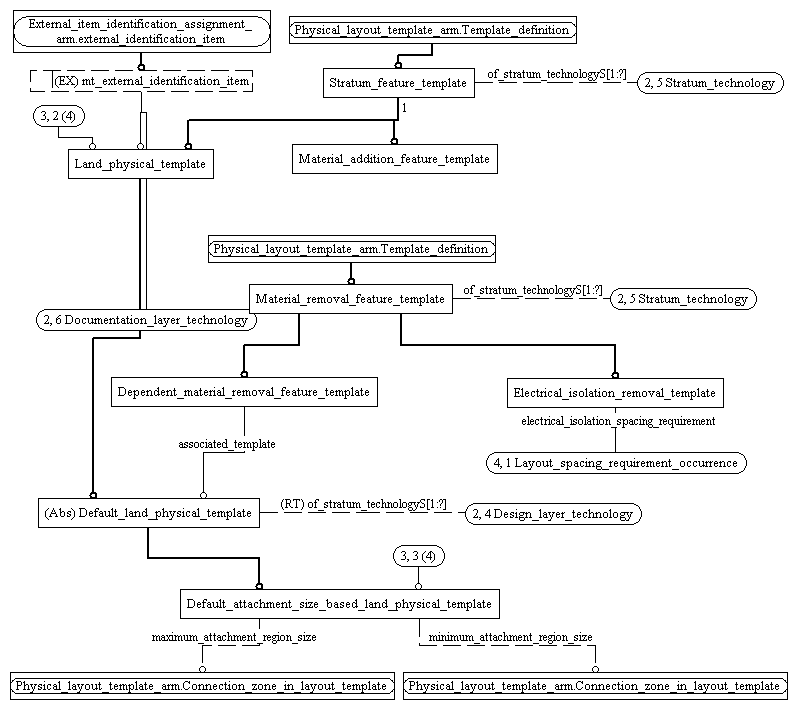 External_item_identification_assignment_
arm.external_identification_item
Physical_layout_template_arm.Template_definition
(EX) mt_external_identification_item
Stratum_feature_template
of_stratum_technologyS[1:?]
2, 5 Stratum_technology
3, 2 (4)
1
Land_physical_template
Material_addition_feature_template
Physical_layout_template_arm.Template_definition
Material_removal_feature_template
of_stratum_technologyS[1:?]
2, 5 Stratum_technology
2, 6 Documentation_layer_technology
Dependent_material_removal_feature_template
Electrical_isolation_removal_template
electrical_isolation_spacing_requirement
associated_template
4, 1 Layout_spacing_requirement_occurrence
(Abs) Default_land_physical_template
(RT) of_stratum_technologyS[1:?]
2, 4 Design_layer_technology
3, 3 (4)
Default_attachment_size_based_land_physical_template
maximum_attachment_region_size
minimum_attachment_region_size
Physical_layout_template_arm.Connection_zone_in_layout_template
Physical_layout_template_arm.Connection_zone_in_layout_template